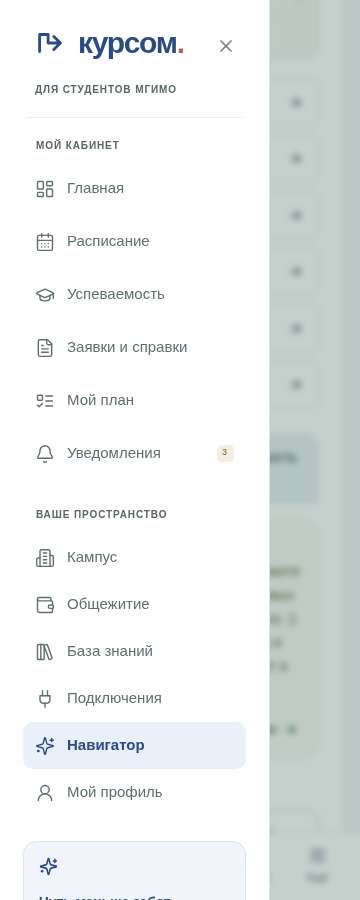 курсом.
ДЛЯ СТУДЕНТОВ МГИМО
МОЙ КАБИНЕТ
Главная
Расписание
Успеваемость
Заявки и справки
Мой план
Уведомления 3
ВАШЕ ПРОСТРАНСТВО
Кампус
Общежитие
База знаний
Подключения
Навигатор
Мой профиль